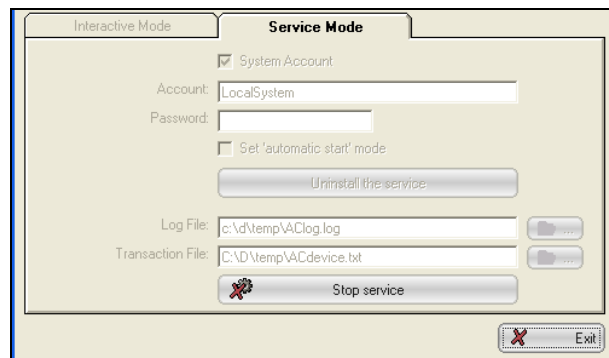 Interactive Mode Service Mode
System Account
Account: LocalSystem
Password:
Set 'automatic start' mode
Uninstall the service
Log File: c:\d\temp\AClog.log ...
Transaction File: C:\D\temp\ACdevice.txt ...
Stop service
Exit